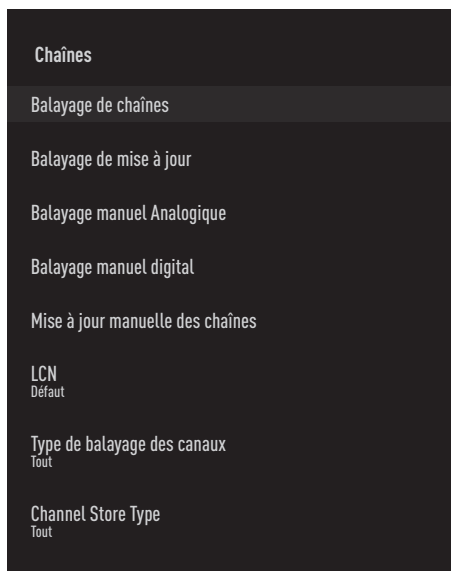 Chaînes
Balayage de chaînes
Balayage de mise à jour
Balayage manuel Analogique
Balayage manuel digital
Mise à jour manuelle des chaînes
LCN
Défaut
Type de balayage des canaux
Tout
Channel Store Type
Tout